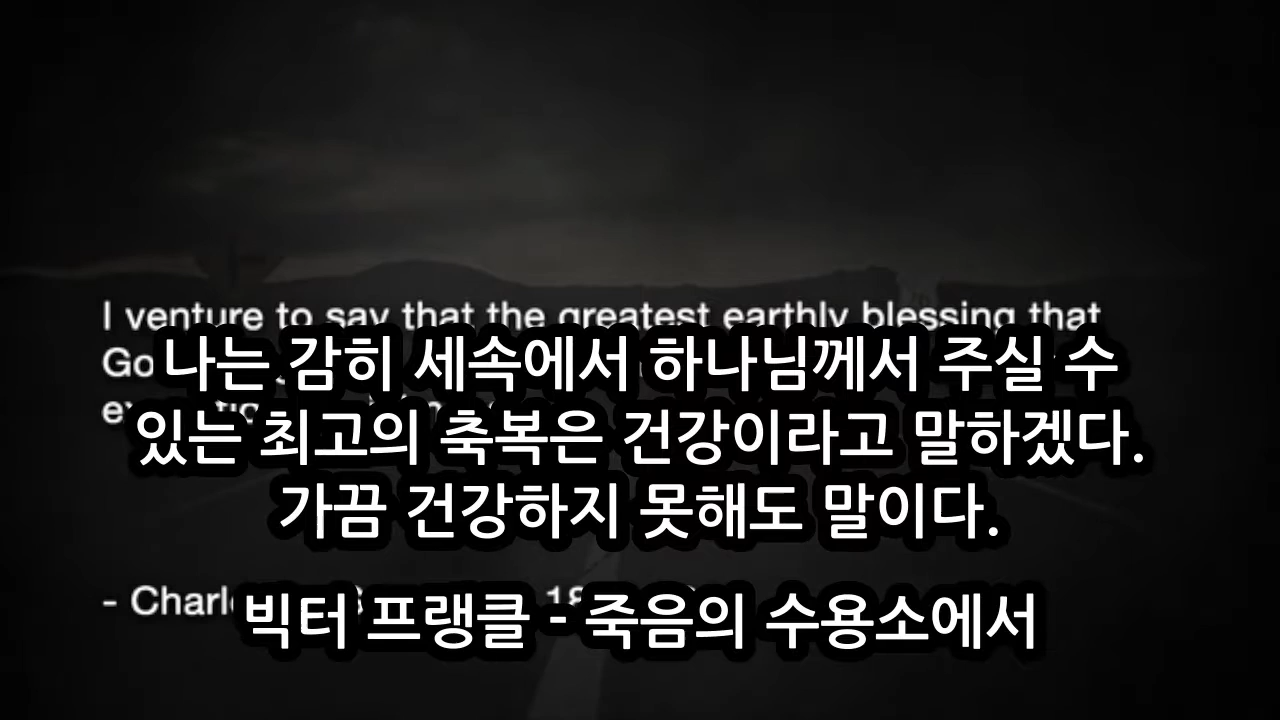 I venture to say that the greatest earthly blessing that
나는 감히 세속에서 하나님께서 주실 수
있는 최고의 축복은 건강이라고 말하겠다.
가끔 건강하지 못해도 말이다.
- 
빅터 프랭클 - 죽음의 수용소에서